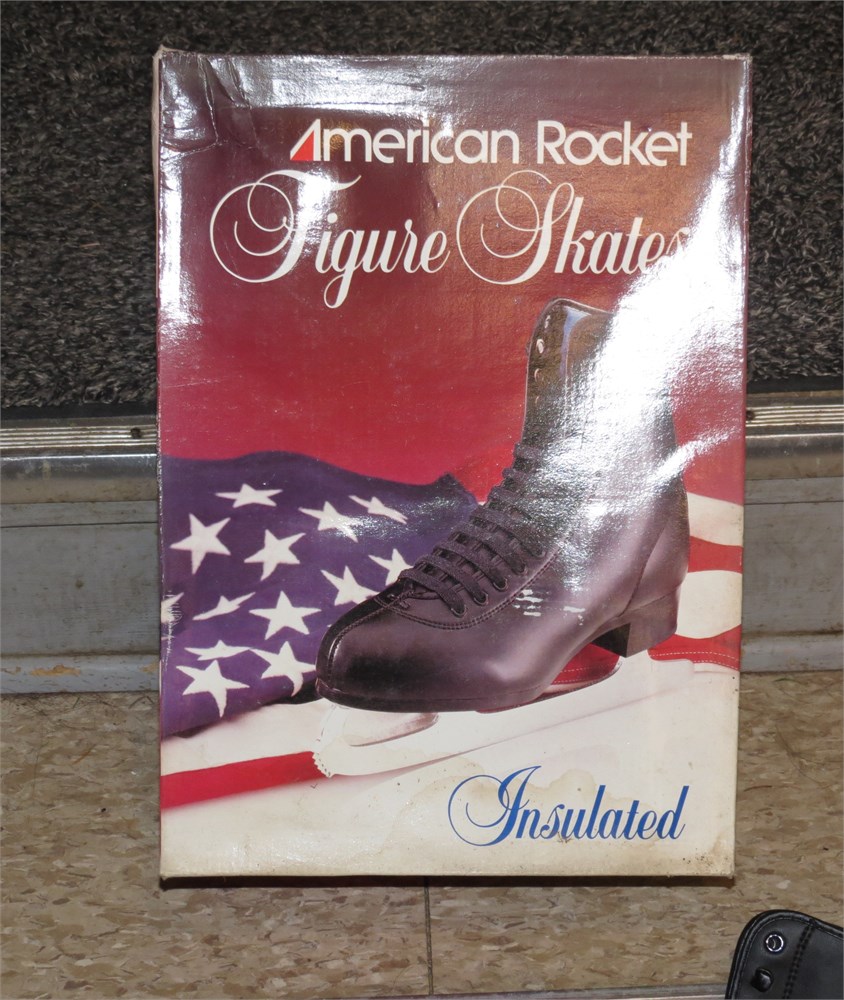 American Rocket
Figure Skates
Insulated